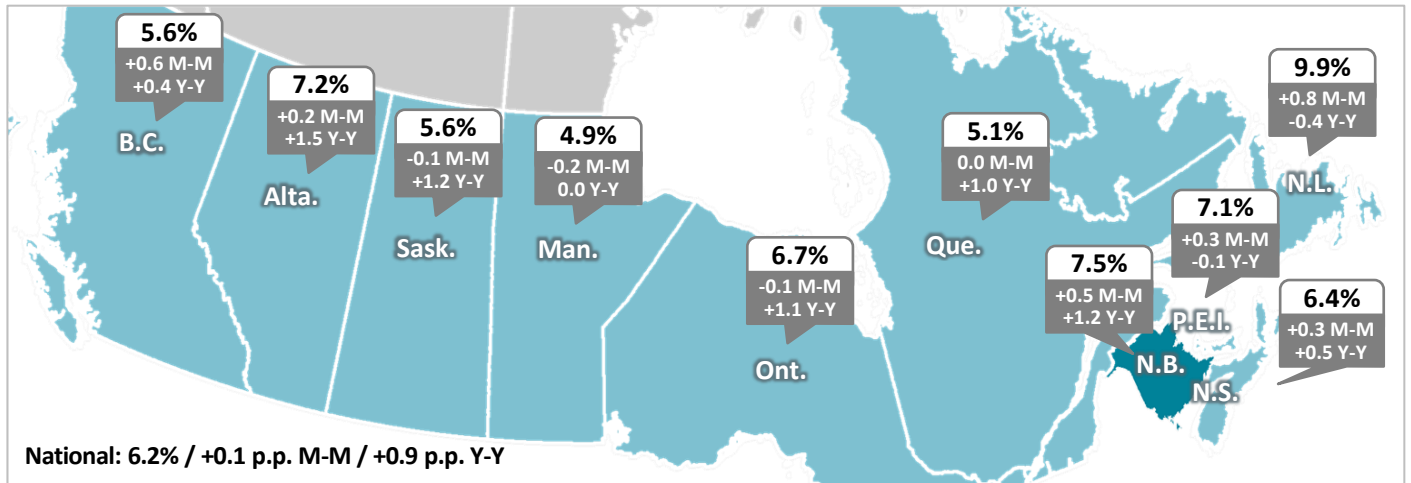 5.6%
+0.6 M-M
+0.4 Y-Y
B.C.
7.2%
+0.2 M-M
+1.5 Y-Y
Alta.
5.6%
-0.1 M-M
+1.2 Y-Y
Sask.
4.9%
-0.2 M-M
0.0 Y-Y
Man.
6.7%
-0.1 M-M
+1.1 Y-Y
Ont.
5.1%
0.0 M-M
+1.0 Y-Y
Que.
9.9%
+0.8 M-M
-0.4 Y-Y
N.L.
7.1%
+0.3 M-M
-0.1 Y-Y
P.E.I.
7.5%
+0.5 M-M
+1.2 Y-Y
N.B.
6.4%
+0.3 M-M
+0.5 Y-Y
N.S.
National: 6.2% / +0.1 p.p. M-M / +0.9 p.p. Y-Y